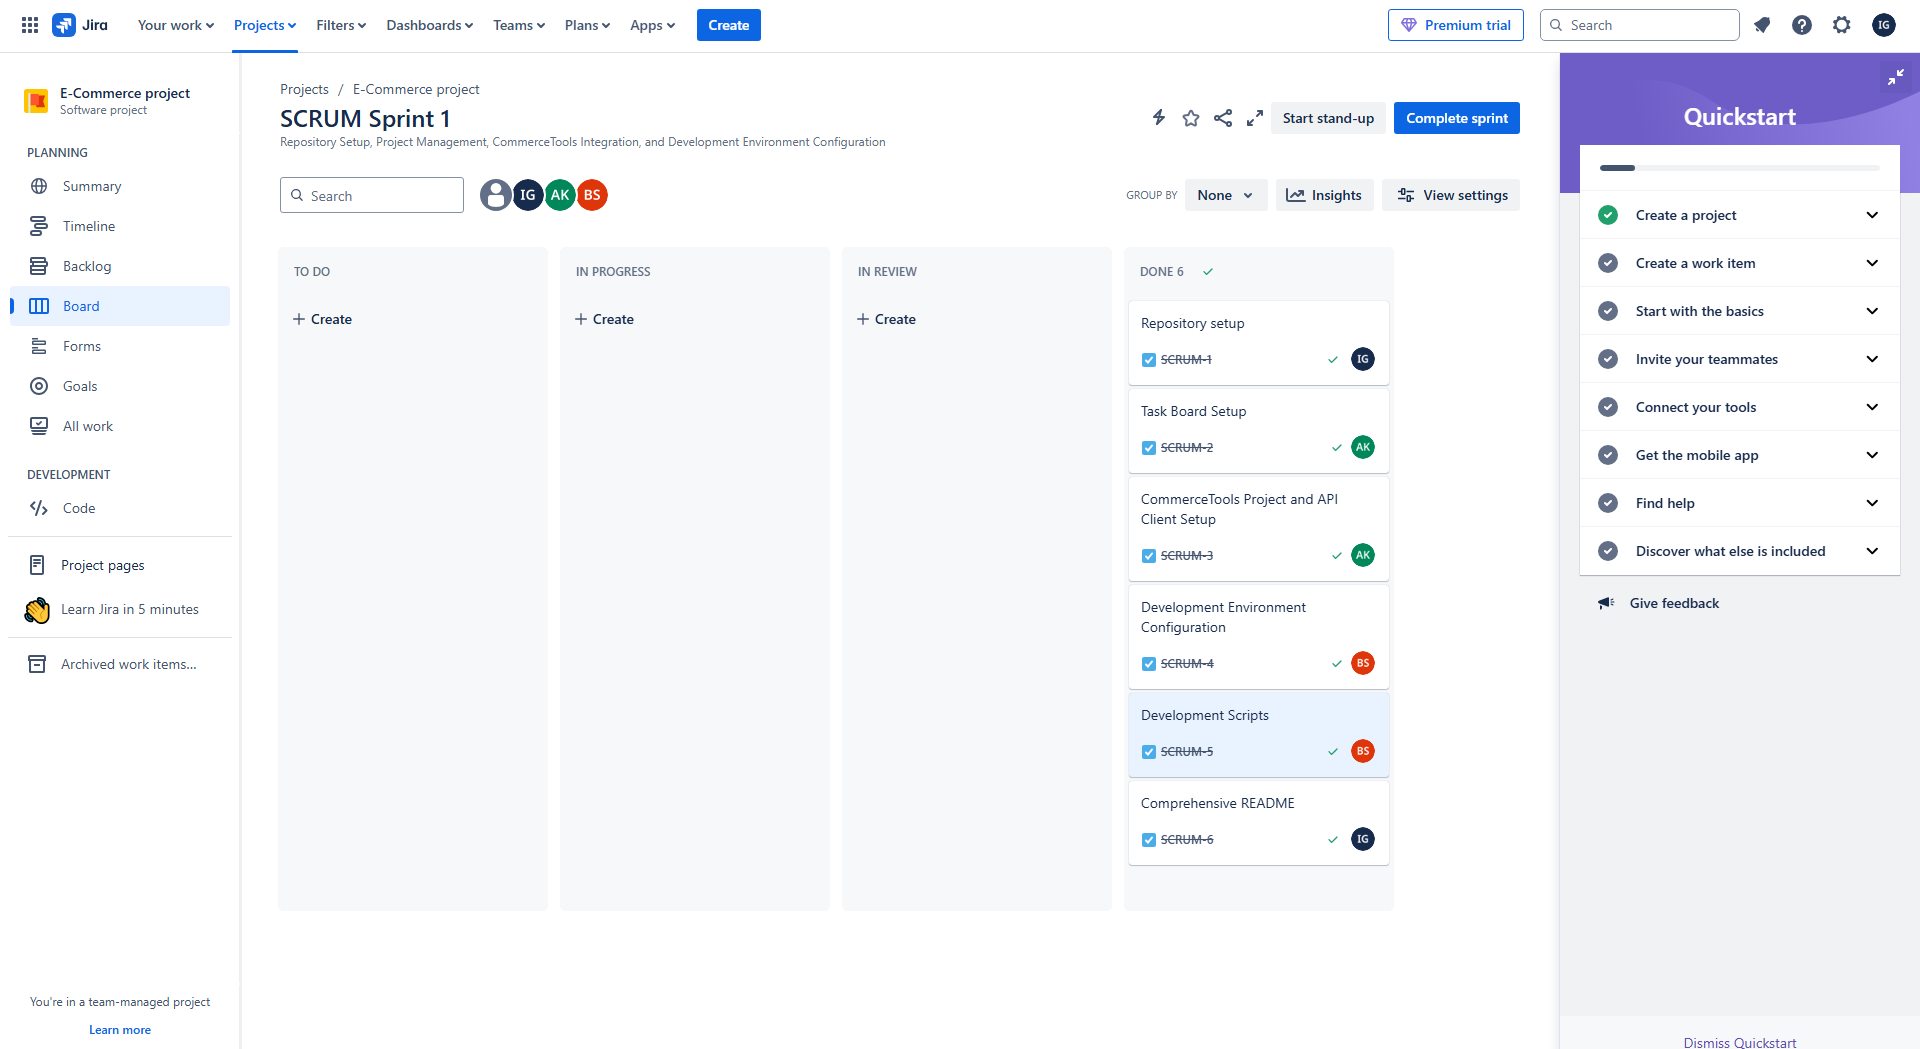 Jira
Your work
Projects
Filters
Dashboards
Teams
Plans
Apps
Create
Premium trial
Search
IG
E-Commerce project
Software project
PLANNING
Summary
Timeline
Backlog
Board
Forms
Goals
All work
DEVELOPMENT
Code
Project pages
Learn Jira in 5 minutes
Archived work items...
You're in a team-managed project
Learn more
Projects / E-Commerce project
SCRUM Sprint 1
Repository Setup, Project Management, CommerceTools Integration, and Development Environment Configuration
Start stand-up
Complete sprint
Search
IG
AK
BS
GROUP BY
None
Insights
View settings
TO DO
Create
IN PROGRESS
Create
IN REVIEW
Create
DONE 6
Repository setup
SCRUM-1
IG
Task Board Setup
SCRUM-2
AK
CommerceTools Project and API
Client Setup
SCRUM-3
AK
Development Environment
Configuration
SCRUM-4
BS
Development Scripts
SCRUM-5
BS
Comprehensive README
SCRUM-6
IG
Quickstart
Create a project
Create a work item
Start with the basics
Invite your teammates
Connect your tools
Get the mobile app
Find help
Discover what else is included
Give feedback
Dismiss Quickstart